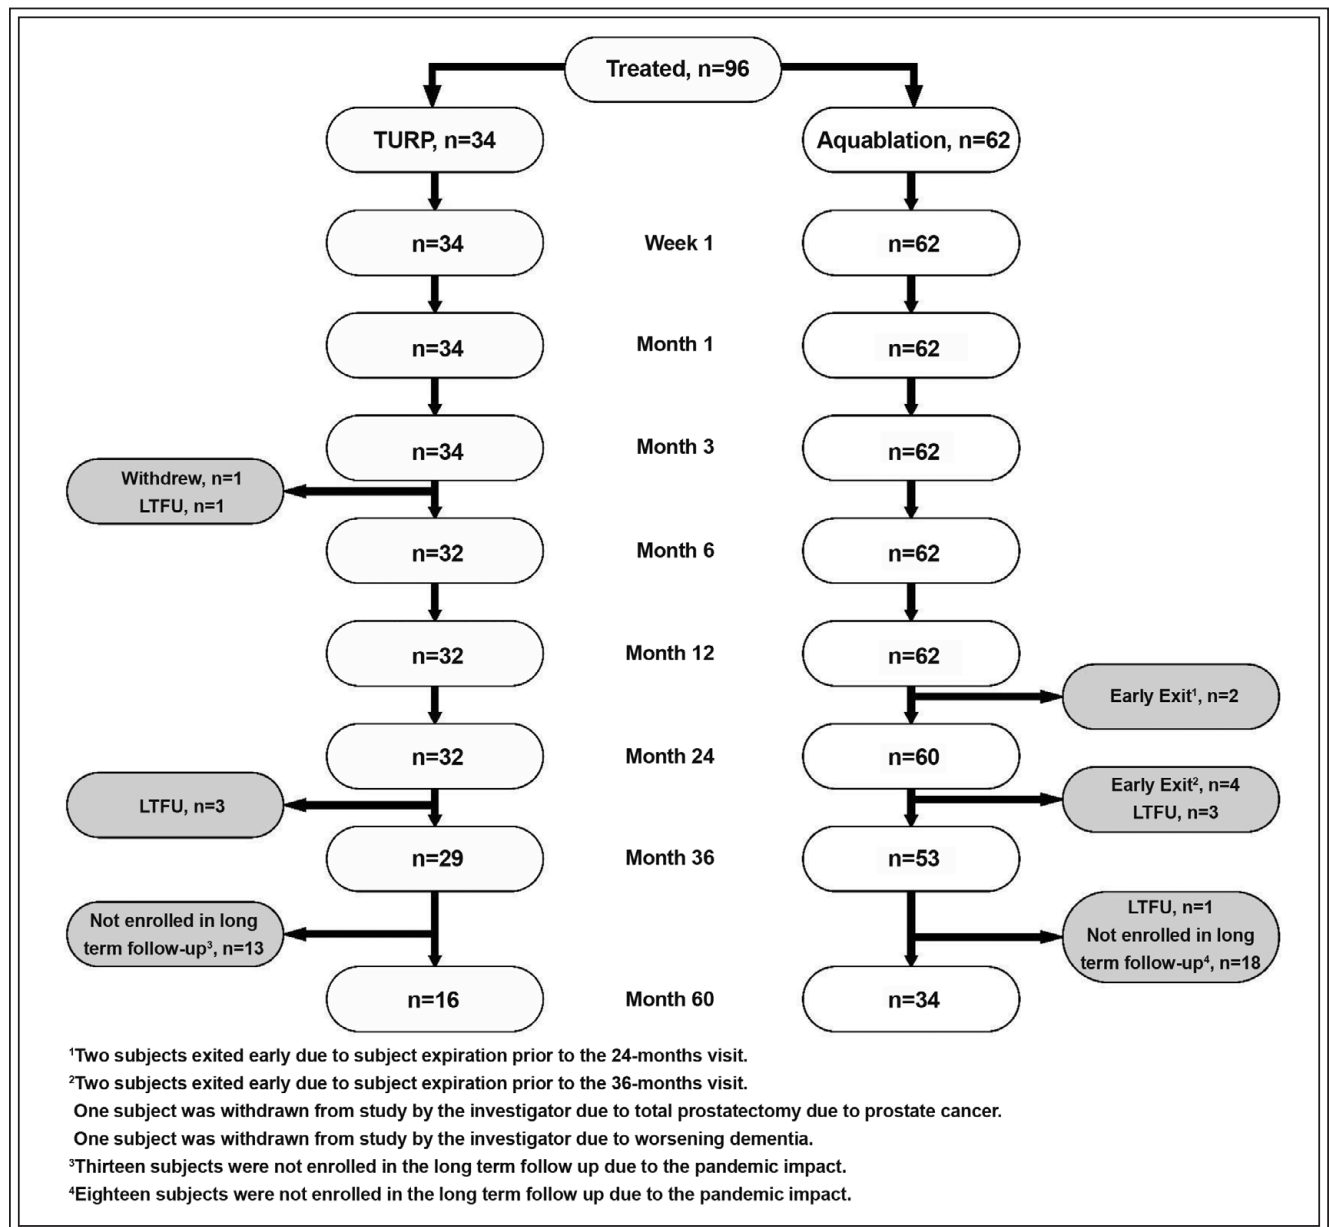 Treated, n=96
TURP, n=34
Aquablation, n=62
n=34
Week 1
n=62
n=34
Month 1
n=62
n=34
Month 3
n=62
Withdrew, n=1
LTFU, n=1
n=32
Month 6
n=62
n=32
Month 12
n=62
Early Exit¹, n=2
n=32
Month 24
n=60
LTFU, n=3
Early Exit², n=4
LTFU, n=3
n=29
Month 36
n=53
Not enrolled in long
term follow-up³, n=13
LTFU, n=1
Not enrolled in long
term follow-up⁴, n=18
n=16
Month 60
n=34
¹Two subjects exited early due to subject expiration prior to the 24-months visit.
²Two subjects exited early due to subject expiration prior to the 36-months visit.
One subject was withdrawn from study by the investigator due to total prostatectomy due to prostate cancer.
One subject was withdrawn from study by the investigator due to worsening dementia.
³Thirteen subjects were not enrolled in the long term follow up due to the pandemic impact.
⁴Eighteen subjects were not enrolled in the long term follow up due to the pandemic impact.